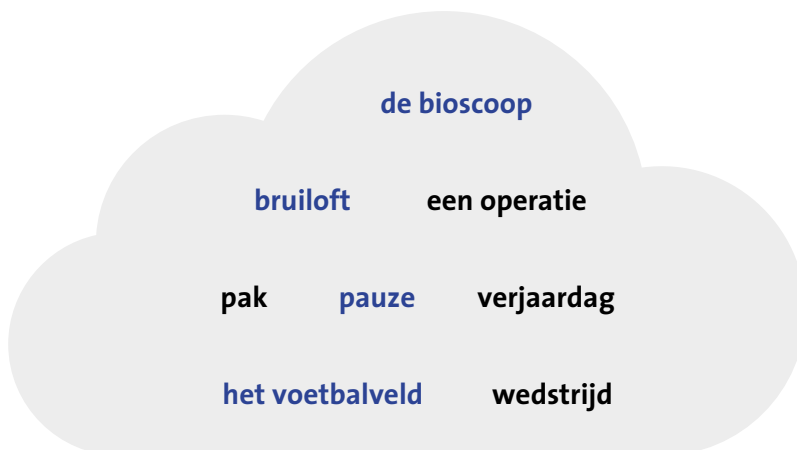 de bioscoop
bruiloft een operatie
pak pauze verjaardag
het voetbalveld wedstrijd